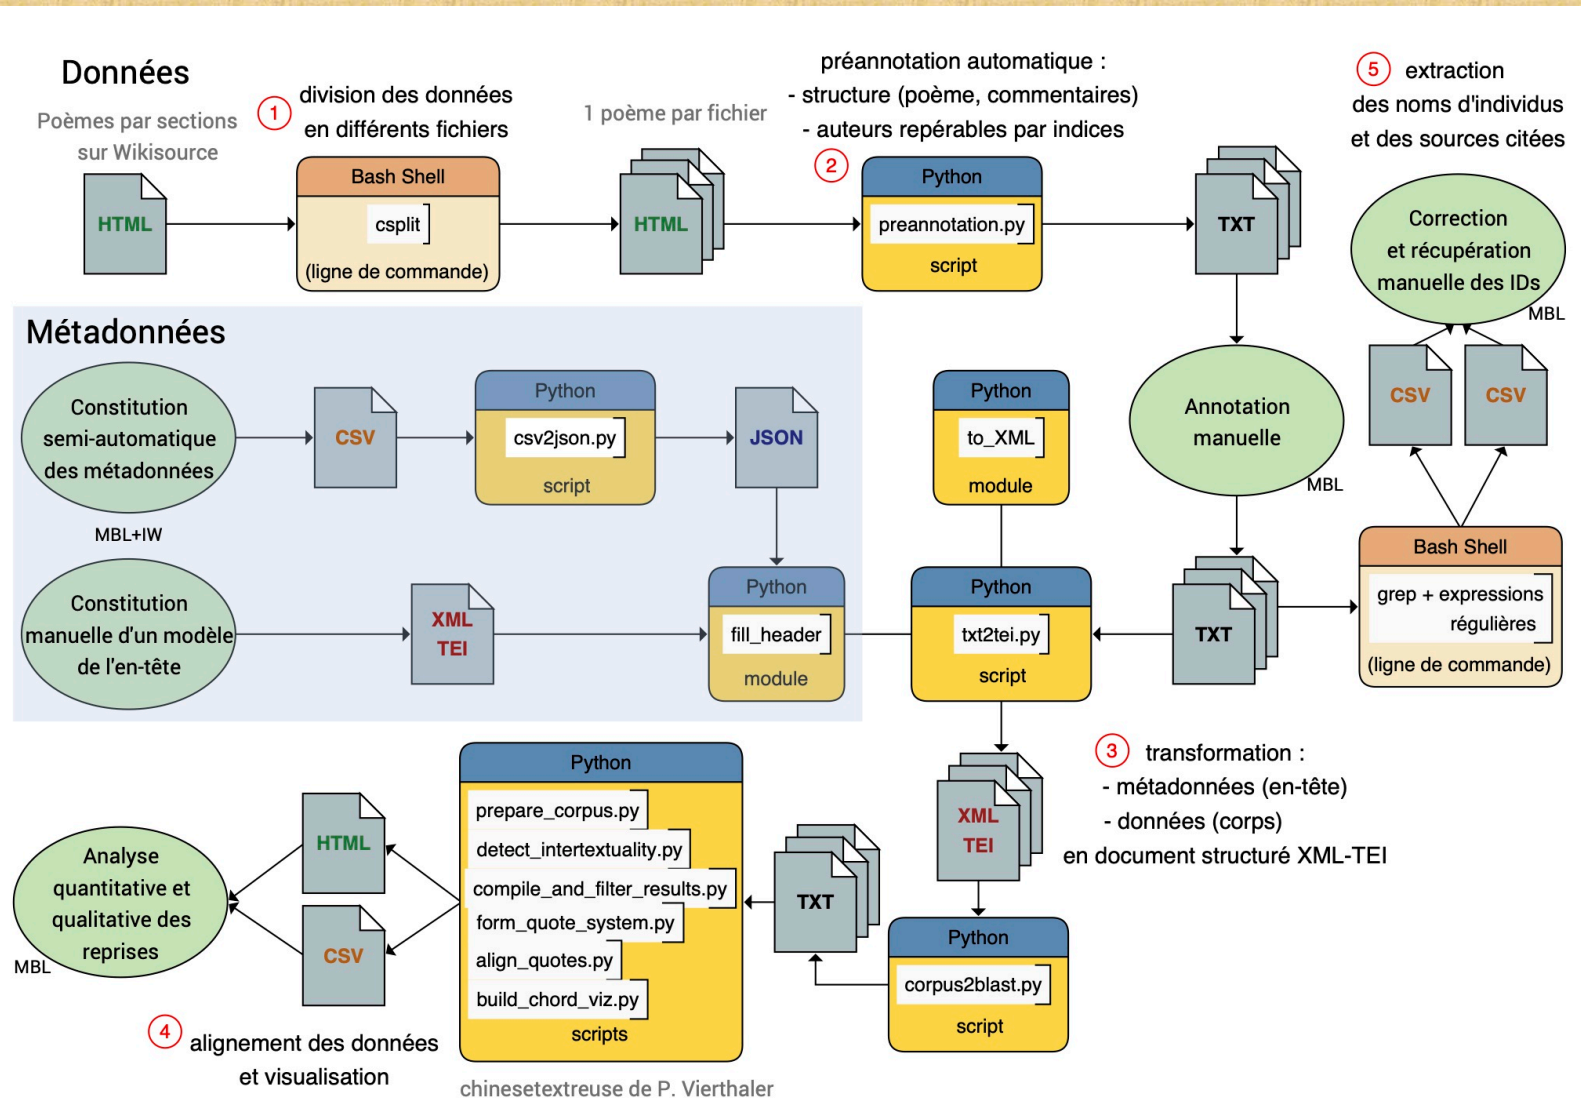 Données
Poèmes par sections
sur Wikisource
1
division des données
en différents fichiers
1 poème par fichier
préannotation automatique :
- structure (poème, commentaires)
- auteurs repérables par indices
2
5
extraction
des noms d'individus
et des sources citées
HTML
Bash Shell
csplit
(ligne de commande)
HTML
Python
preannotation.py
script
TXT
Correction
et récupération
manuelle des IDs
MBL
Métadonnées
Constitution
semi-automatique
des métadonnées
MBL+IW
CSV
Python
csv2json.py
script
JSON
Python
to_XML
module
Annotation
manuelle
MBL
CSV
CSV
Constitution
manuelle d'un modèle
de l'en-tête
XML
TEI
Python
fill_header
module
Python
txt2tei.py
script
TXT
Bash Shell
grep + expressions
régulières
(ligne de commande)
3
transformation :
- métadonnées (en-tête)
- données (corps)
en document structuré XML-TEI
XML
TEI
Python
corpus2blast.py
script
TXT
Python
prepare_corpus.py
detect_intertextuality.py
compile_and_filter_results.py
form_quote_system.py
align_quotes.py
build_chord_viz.py
scripts
chinesetextreuse de P. Vierthaler
HTML
CSV
Analyse
quantitative et
qualitative des
reprises
MBL
4
alignement des données
et visualisation